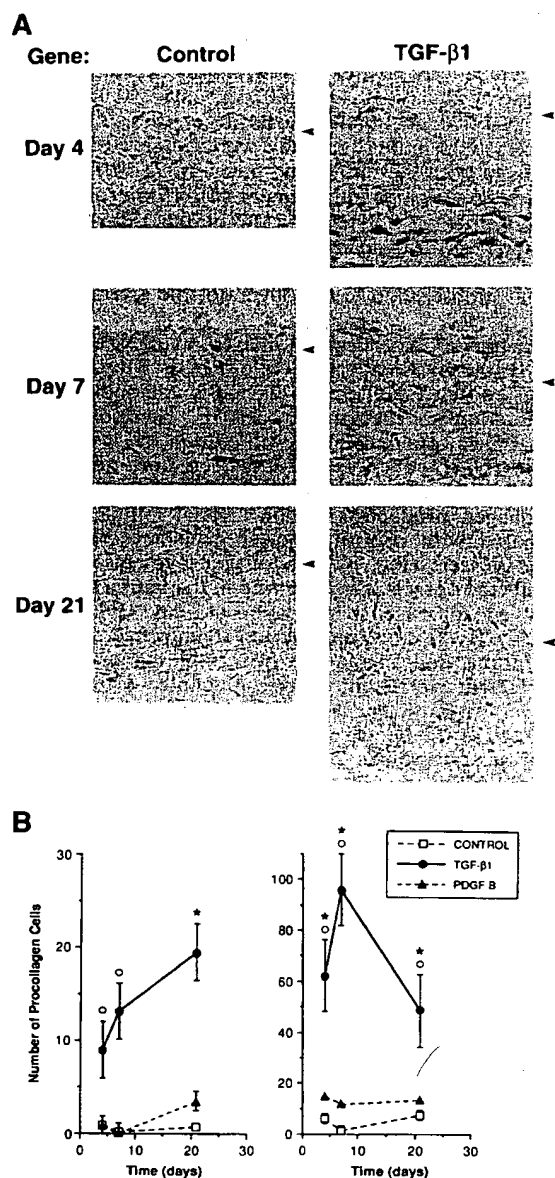 A
Gene: Control TGF-β1
Day 4
Day 7
Day 21
B
Number of Procollagen Cells
30
20
10
0
0 10 20 30
Time (days)
100
80
60
40
20
10
0
0 10 20 30
Time (days)
CONTROL
TGF-β1
PDGF B